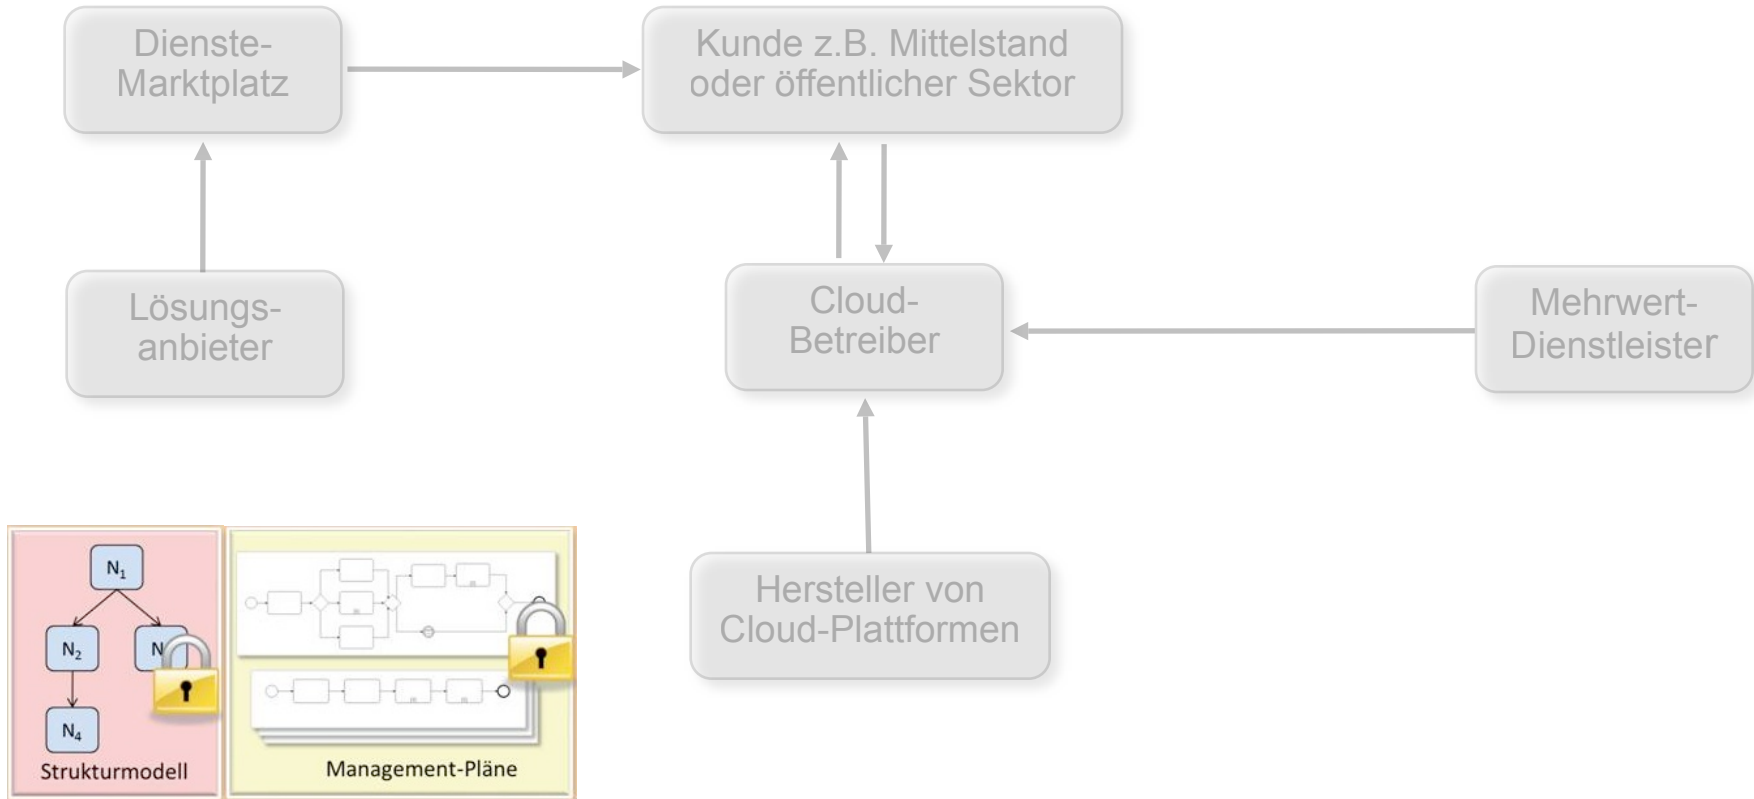 Dienste-
Marktplatz
Kunde z.B. Mittelstand
oder öffentlicher Sektor
Lösungs-
anbieter
Cloud-
Betreiber
Mehrwert-
Dienstleister
Hersteller von
Cloud-Plattformen
N₁
N₂
N
N₄
Strukturmodell
Management-Pläne